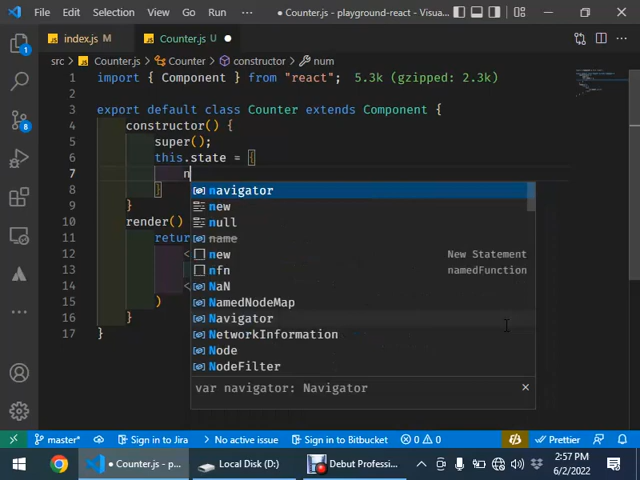 File Edit Selection ··· ● Counter.js - playground-react - Visua...
index.js M Counter.js U ●
src > Counter.js > Counter > constructor > num
1 import { Component } from "react"; 5.3k (gzipped: 2.3k)
2
3 export default class Counter extends Component {
4 constructor() {
5 super();
6 this.state = {
7 n
8 }
9 }
10 render()
11 retur
12 <
13
14 <
15 )
16 }
17 }
navigator
new
null
name
new New Statement
nfn namedFunction
NaN
NamedNodeMap
Navigator
NetworkInformation
Node
NodeFilter
var navigator: Navigator
1
master* Sign in to Jira No active issue Sign in to Bitbucket 0 0 Prettier
● Counter.js - p... Local Disk (D:) Debut Professi... 2:57 PM
6/2/2022